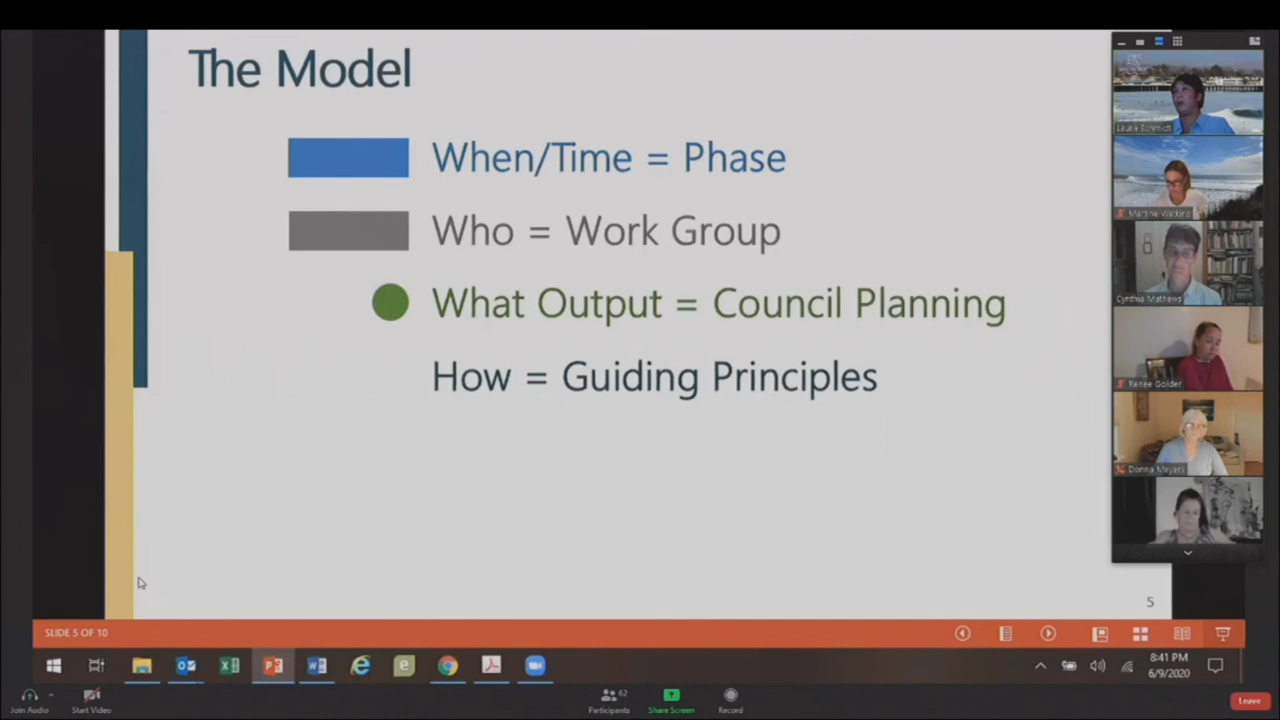 The Model
When/Time = Phase
Who = Work Group
What Output = Council Planning
How = Guiding Principles
5
Laura Schmidt
Martine Watkins
Cynthia Mathews
Renee Golder
Donna Meyers
SLIDE 5 OF 10
8:41 PM
6/9/2020
Join Audio
Start Video
62
Participants
Share Screen
Record
Leave